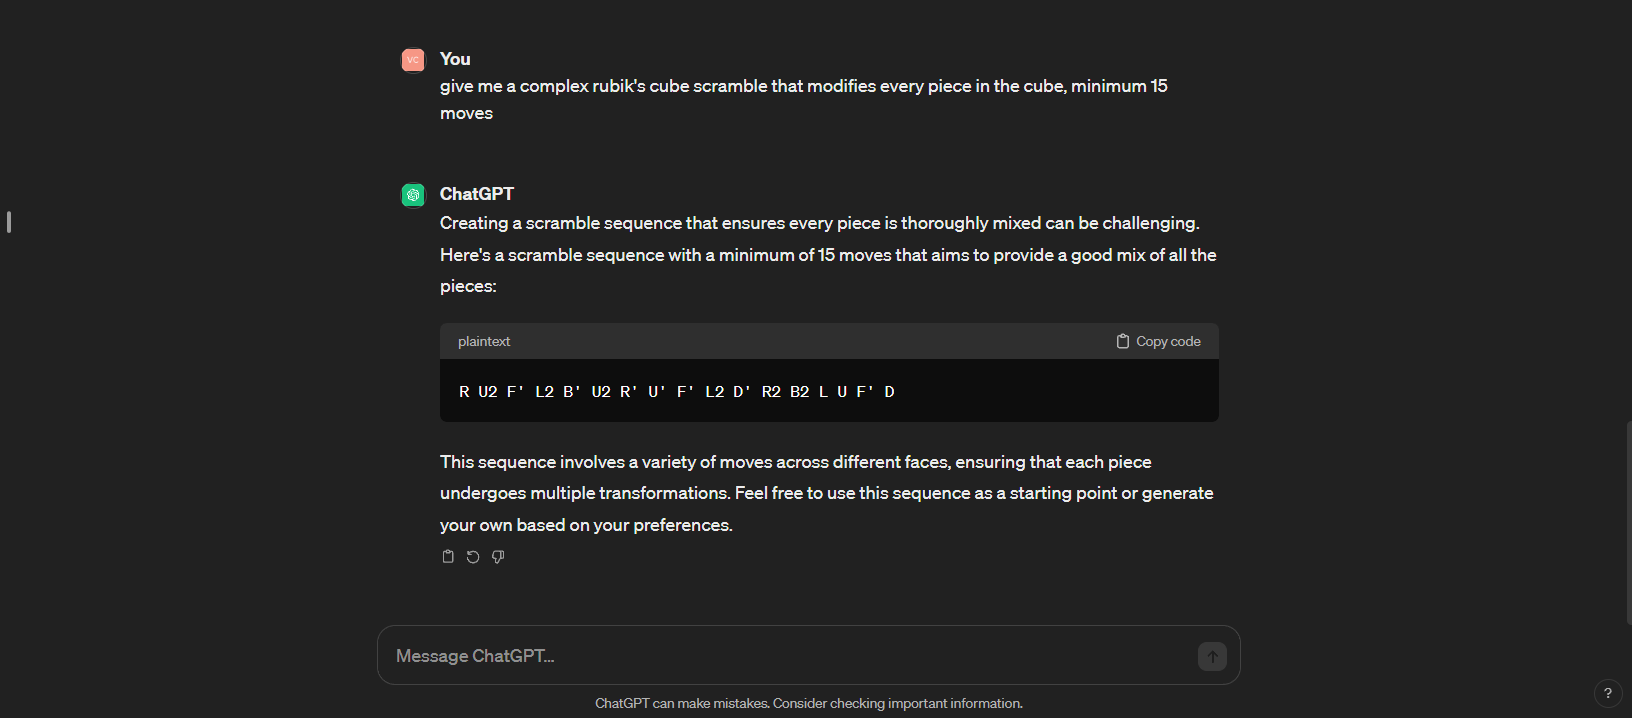 VC
You
give me a complex rubik's cube scramble that modifies every piece in the cube, minimum 15
moves
ChatGPT
Creating a scramble sequence that ensures every piece is thoroughly mixed can be challenging.
Here's a scramble sequence with a minimum of 15 moves that aims to provide a good mix of all the
pieces:
plaintext Copy code
R U2 F' L2 B' U2 R' U' F' L2 D' R2 B2 L U F' D
This sequence involves a variety of moves across different faces, ensuring that each piece
undergoes multiple transformations. Feel free to use this sequence as a starting point or generate
your own based on your preferences.
Message ChatGPT…
ChatGPT can make mistakes. Consider checking important information.
?